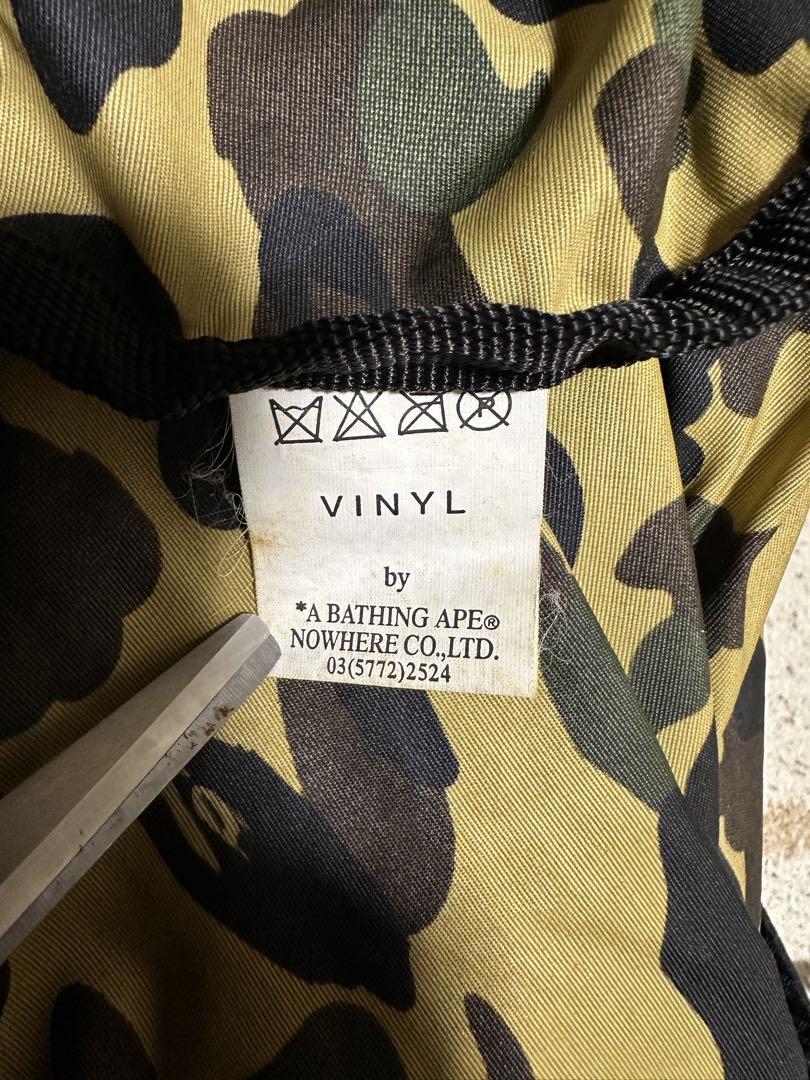 VINYL
by
*A BATHING APE®
NOWHERE CO.,LTD.
03(5772)2524